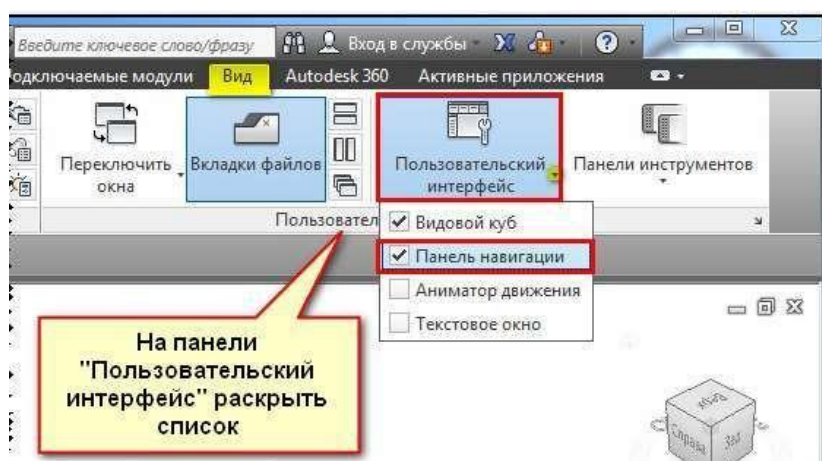 Введите ключевое слово/фразу Вход в службы
одключаемые модули Вид Autodesk 360 Активные приложения
Переключить окна
Вкладки файлов
Пользовательский интерфейс
Панели инструментов
Пользовател
Видовой куб
Панель навигации
Аниматор движения
Текстовое окно
На панели
"Пользовательский
интерфейс" раскрыть
список
Справа
Зад